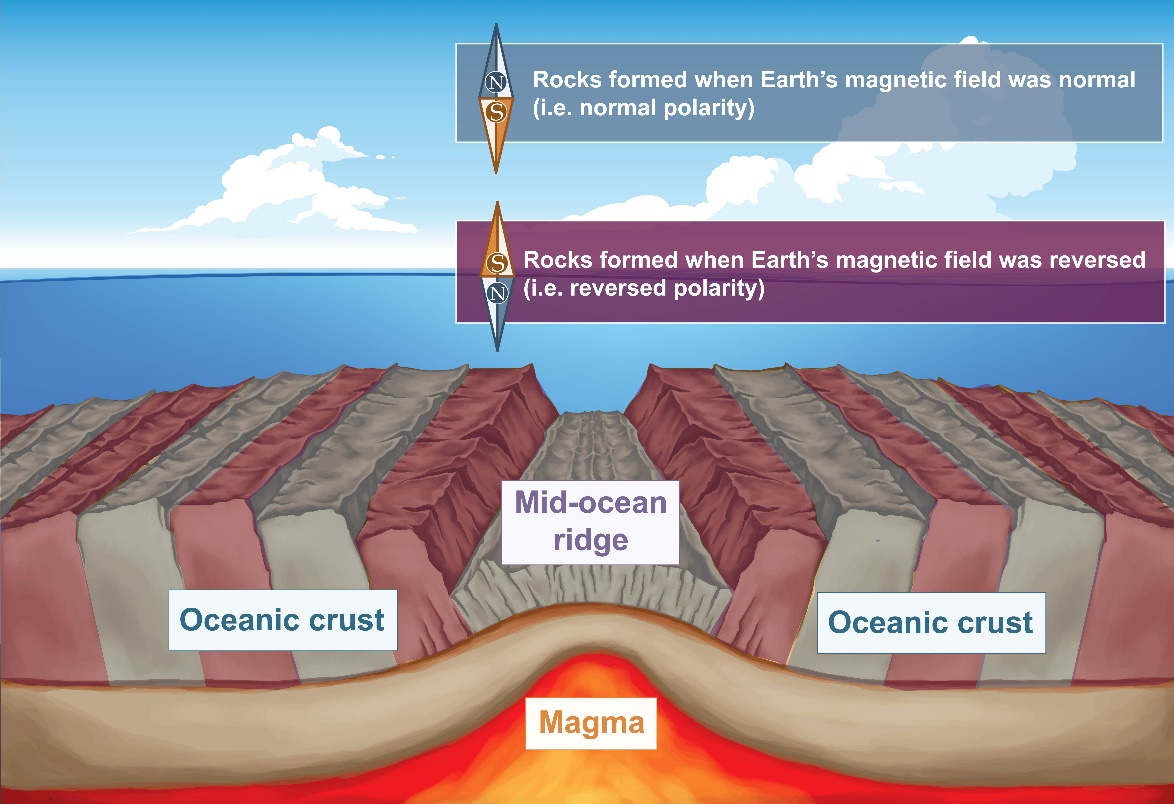 N
Rocks formed when Earth's magnetic field was normal
(i.e. normal polarity)
S
S
Rocks formed when Earth's magnetic field was reversed
(i.e. reversed polarity)
N
Mid-ocean
ridge
Oceanic crust
Oceanic crust
Magma